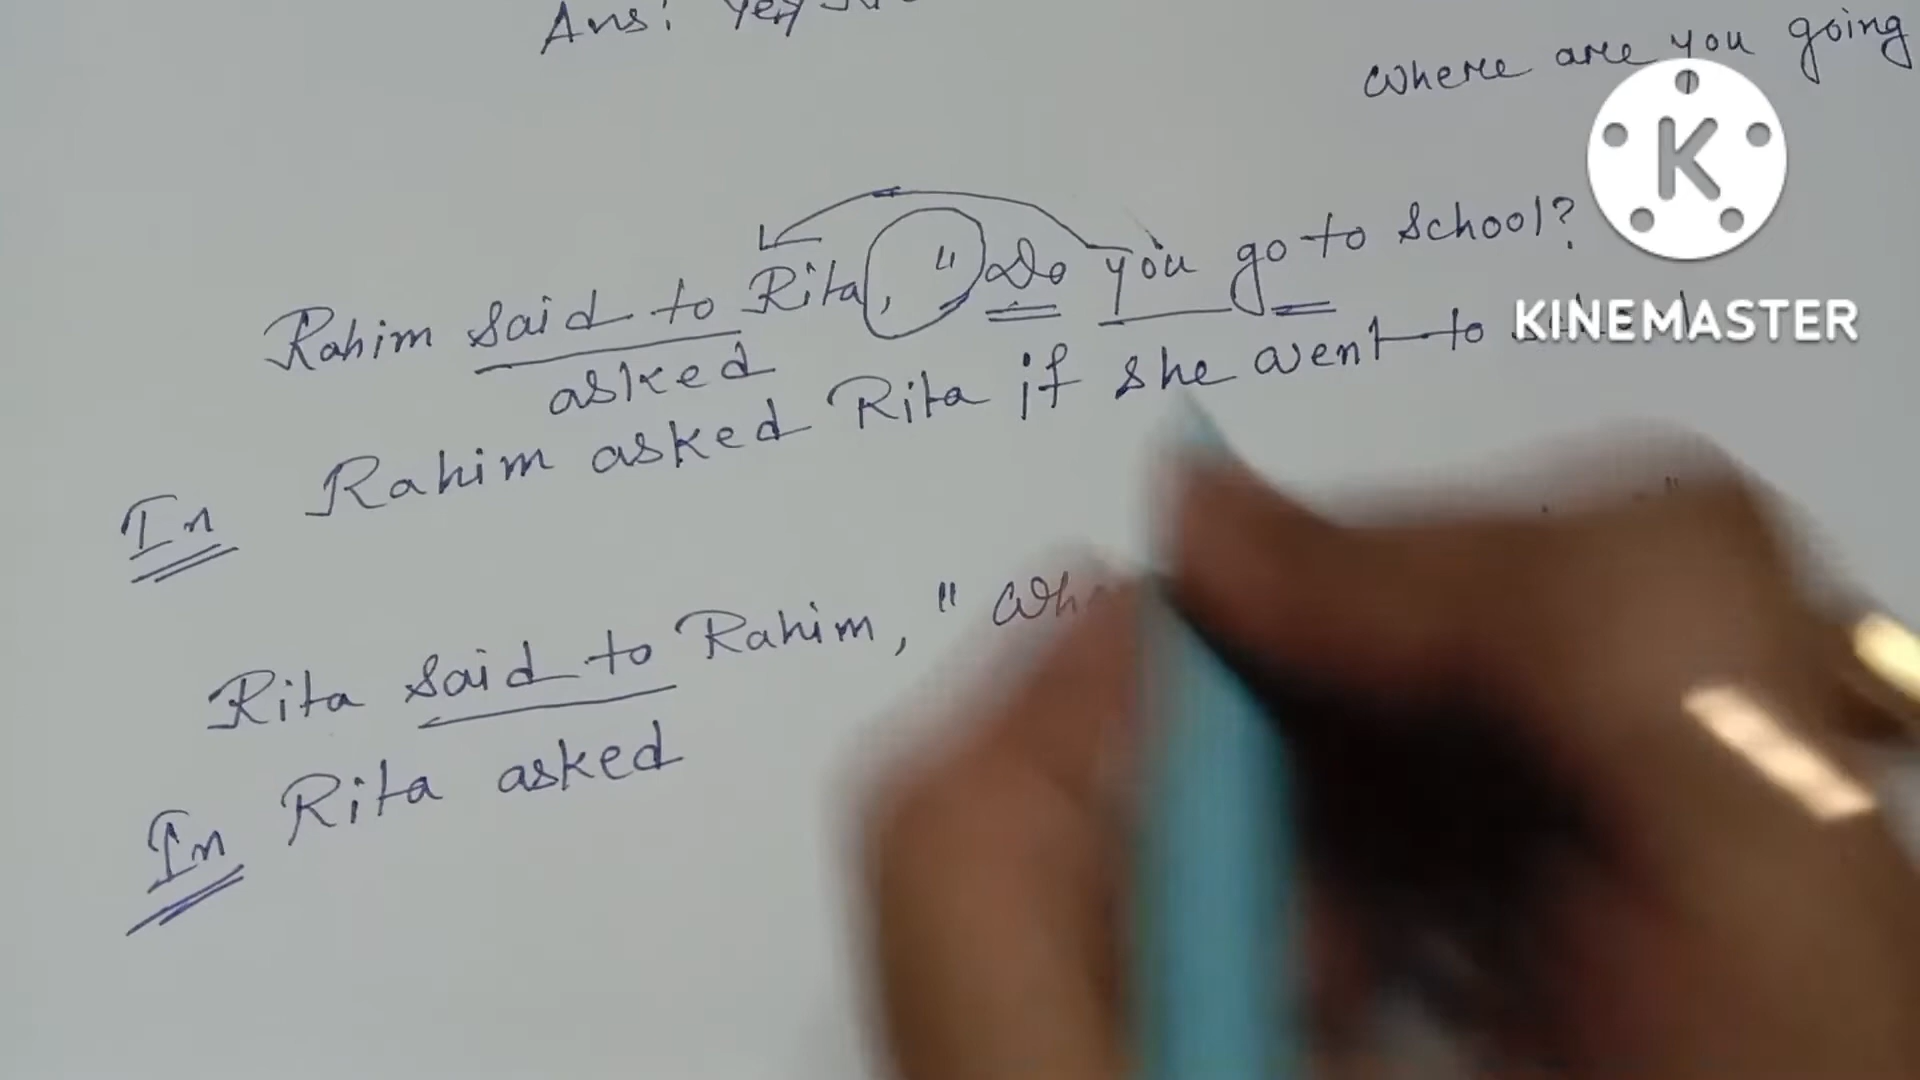 Ans: Yes
Where are you going
K
Rahim said to Rita, "Do you go to school?
KINEMASTER
asked
In Rahim asked Rita if she went to
Rita said to Rahim, "
In Rita asked